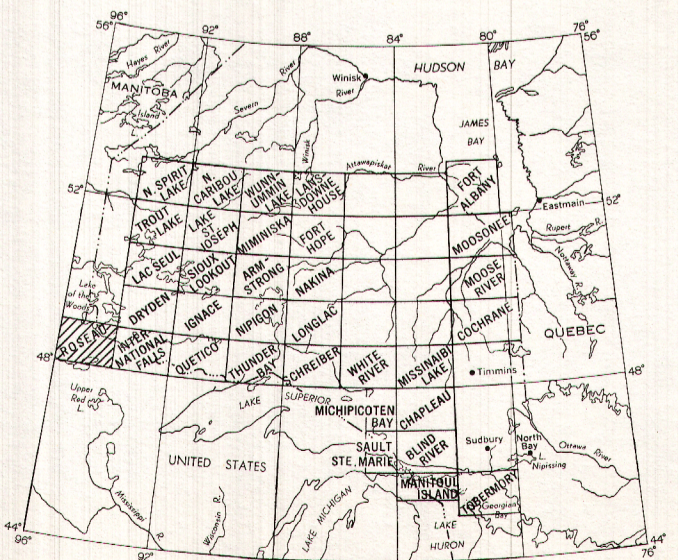 96°
92°
88°
84°
80°
76°
56°
56°
Hayes River
MANITOBA
Island
L.
Severn
River
Winisk
River
Winisk
HUDSON
BAY
JAMES
BAY
Attawapiskat River
52°
N. SPIRIT
LAKE
N.
CARIBOU
LAKE
WUNN-
UMMIN
LAKE
LANS-
DOWNE
HOUSE
FORT
ALBANY
Eastmain
52°
TROUT
LAKE
LAKE
ST.
JOSEPH
MIMINISKA
FORT
HOPE
MOOSONEE
Rupert R.
Nottaway R.
LAC SEUL
SIOUX
LOOKOUT
ARM-
STRONG
NAKINA
MOOSE
RIVER
Lake
of the
Woods
DRYDEN
IGNACE
NIPIGON
LONGLAC
COCHRANE
QUEBEC
48°
ROSEAU
INTER-
NATIONAL
FALLS
QUETICO
THUNDER
BAY
SCHREIBER
WHITE
RIVER
MISSINAIBI
LAKE
Timmins
48°
Upper
Red
L.
LAKE SUPERIOR
MICHIPICOTEN
BAY
CHAPLEAU
SAULT
STE. MARIE
BLIND
RIVER
Sudbury
North
Bay
L.
Nipissing
Ottawa River
UNITED STATES
MANITOULIN
ISLAND
TOBERMORY
Georgian
Bay
Mississippi R.
Wisconsin R.
LAKE MICHIGAN
LAKE
HURON
44°
96°
92°
44°
76°